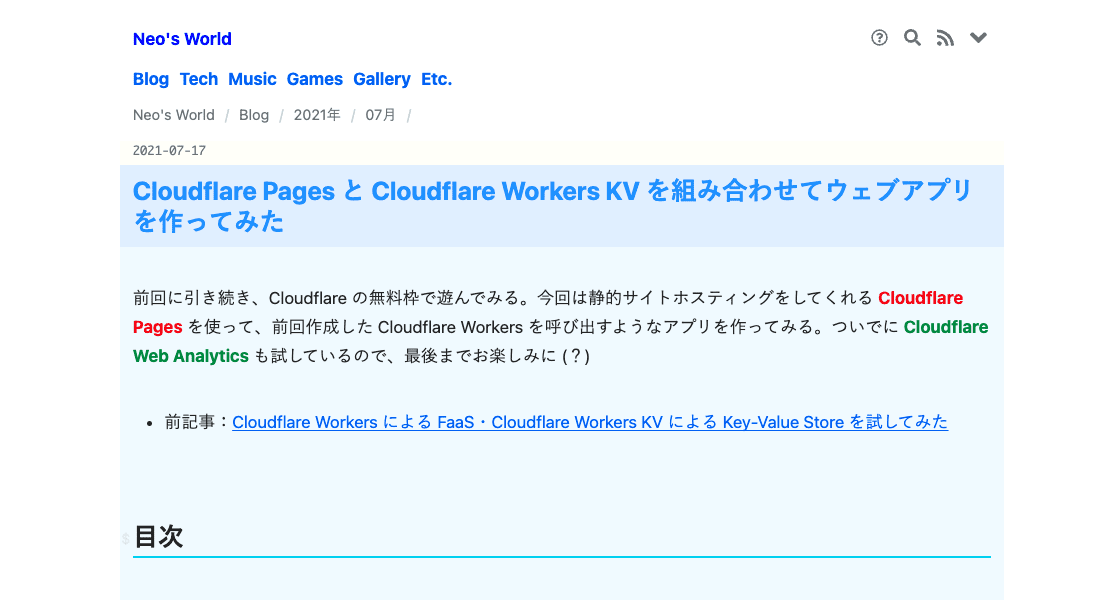 Neo's World
Blog Tech Music Games Gallery Etc.
Neo's World / Blog / 2021年 / 07月 /
2021-07-17
Cloudflare Pages と Cloudflare Workers KV を組み合わせてウェブアプリ
を作ってみた
前回に引き続き、Cloudflare の無料枠で遊んでみる。今回は静的サイトホスティングをしてくれる Cloudflare
Pages を使って、前回作成した Cloudflare Workers を呼び出すようなアプリを作ってみる。ついでに Cloudflare
Web Analytics も試しているので、最後までお楽しみに (？)
• 前記事：Cloudflare Workers による FaaS・Cloudflare Workers KV による Key-Value Store を試してみた
$ 目次